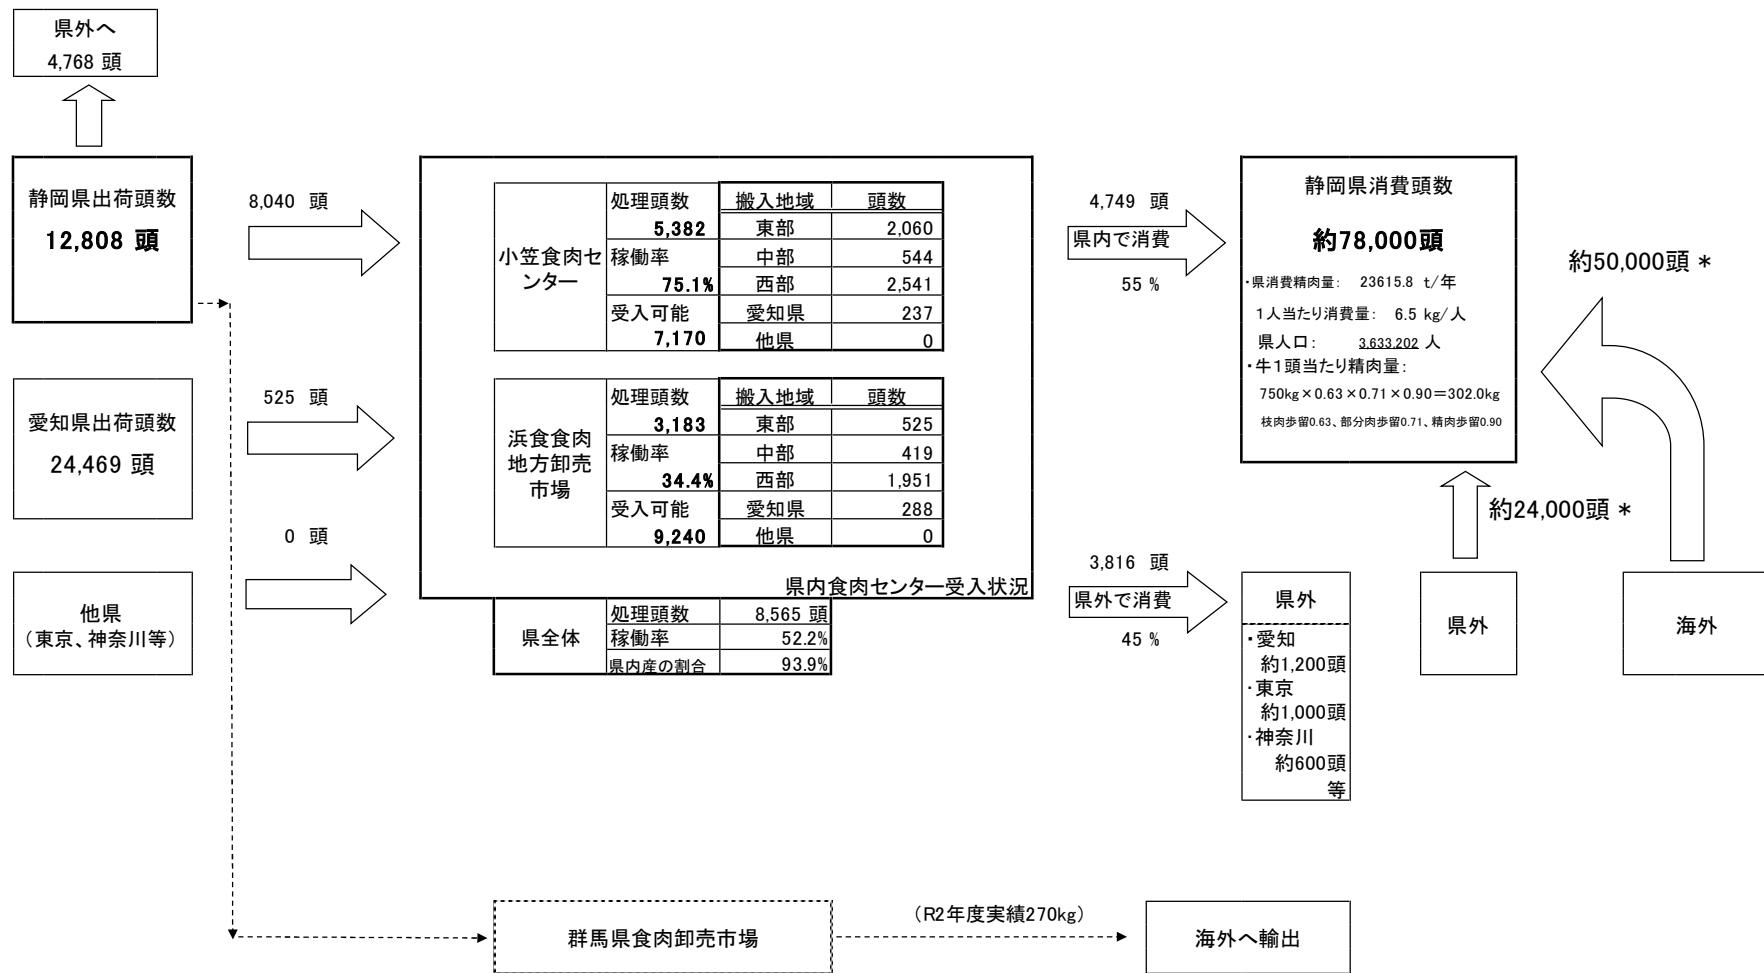 県外へ
4,768 頭
静岡県出荷頭数
12,808 頭
8,040 頭
愛知県出荷頭数
24,469 頭
525 頭
0 頭
他県
（東京、神奈川等）
小笠食肉セ
ンター
処理頭数
5,382
稼働率
75.1%
受入可能
7,170
搬入地域 頭数
東部 2,060
中部 544
西部 2,541
愛知県 237
他県 0
浜食食肉
地方卸売
市場
処理頭数
3,183
稼働率
34.4%
受入可能
9,240
搬入地域 頭数
東部 525
中部 419
西部 1,951
愛知県 288
他県 0
県内食肉センター受入状況
県全体
処理頭数 8,565 頭
稼働率 52.2%
県内産の割合 93.9%
4,749 頭
県内で消費
55 %
3,816 頭
県外で消費
45 %
静岡県消費頭数
約78,000頭
・県消費精肉量： 23615.8 t/年
1人当たり消費量： 6.5 kg/人
県人口： 3,633,202 人
・牛1頭当たり精肉量：
750kg×0.63×0.71×0.90＝302.0kg
枝肉歩留0.63、部分肉歩留0.71、精肉歩留0.90
約50,000頭＊
約24,000頭＊
県外
・愛知
約1,200頭
・東京
約1,000頭
・神奈川
約600頭
等
県外
海外
群馬県食肉卸売市場
（R2年度実績270kg）
海外へ輸出